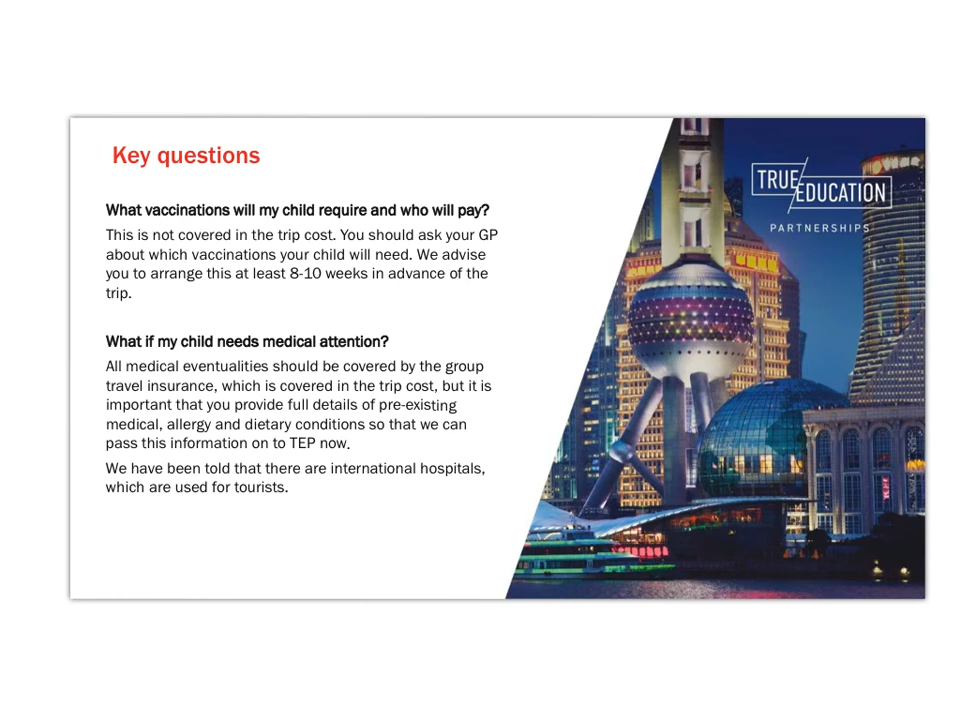 Key questions
What vaccinations will my child require and who will pay?
This is not covered in the trip cost. You should ask your GP
about which vaccinations your child will need. We advise
you to arrange this at least 8-10 weeks in advance of the
trip.
What if my child needs medical attention?
All medical eventualities should be covered by the group
travel insurance, which is covered in the trip cost, but it is
important that you provide full details of pre-existing
medical, allergy and dietary conditions so that we can
pass this information on to TEP now.
We have been told that there are international hospitals,
which are used for tourists.
TRUE
EDUCATION
PARTNERSHIPS